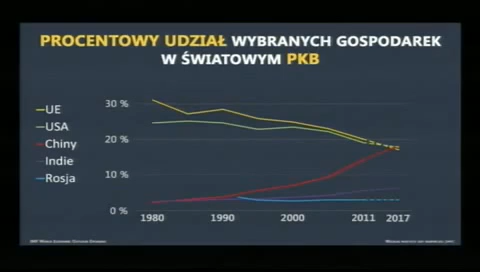 PROCENTOWY UDZIAŁ WYBRANYCH GOSPODAREK
W ŚWIATOWYM PKB
UE
USA
Chiny
Indie
Rosja
30 %
20 %
10 %
0 %
1980
1990
2000
2011
2017